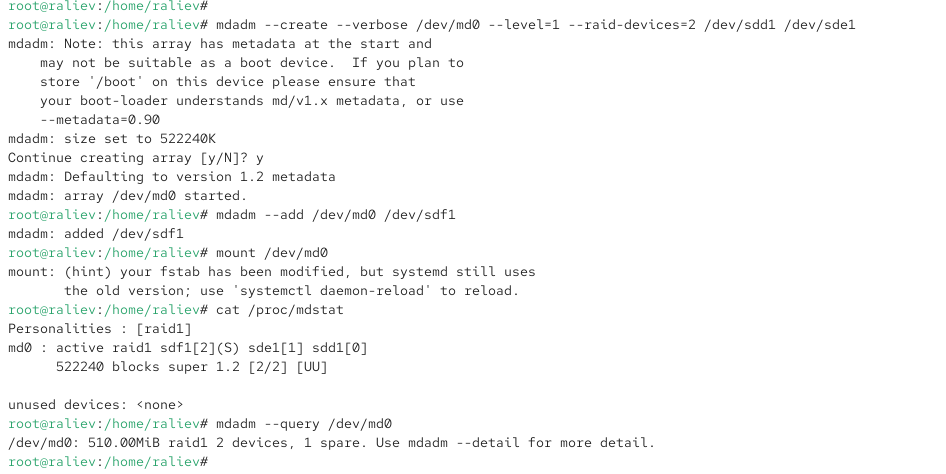 root@raliev:/home/raliev#
root@raliev:/home/raliev# mdadm --create --verbose /dev/md0 --level=1 --raid-devices=2 /dev/sdd1 /dev/sde1
mdadm: Note: this array has metadata at the start and
    may not be suitable as a boot device.  If you plan to
    store '/boot' on this device please ensure that
    your boot-loader understands md/v1.x metadata, or use
    --metadata=0.90
mdadm: size set to 522240K
Continue creating array [y/N]? y
mdadm: Defaulting to version 1.2 metadata
mdadm: array /dev/md0 started.
root@raliev:/home/raliev# mdadm --add /dev/md0 /dev/sdf1
mdadm: added /dev/sdf1
root@raliev:/home/raliev# mount /dev/md0
mount: (hint) your fstab has been modified, but systemd still uses
       the old version; use 'systemctl daemon-reload' to reload.
root@raliev:/home/raliev# cat /proc/mdstat
Personalities : [raid1]
md0 : active raid1 sdf1[2](S) sde1[1] sdd1[0]
      522240 blocks super 1.2 [2/2] [UU]

unused devices: <none>
root@raliev:/home/raliev# mdadm --query /dev/md0
/dev/md0: 510.00MiB raid1 2 devices, 1 spare. Use mdadm --detail for more detail.
root@raliev:/home/raliev#